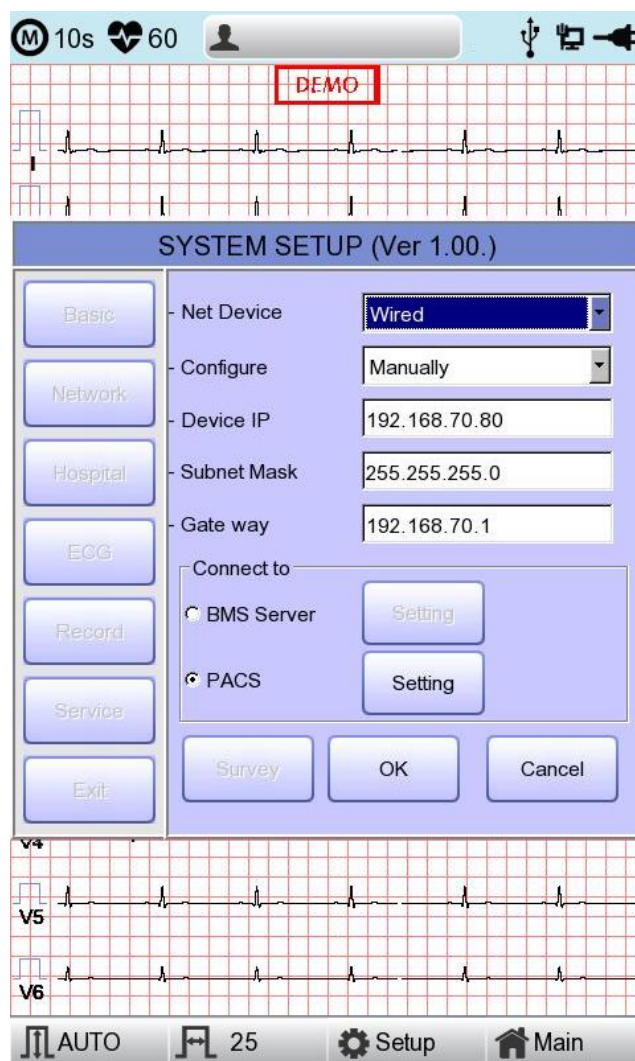 M 10s 60
DEMO
I
SYSTEM SETUP (Ver 1.00.)
Basic
Network
Hospital
ECG
Record
Service
Exit
- Net Device Wired
- Configure Manually
- Device IP 192.168.70.80
- Subnet Mask 255.255.255.0
- Gate way 192.168.70.1
Connect to
BMS Server Setting
PACS Setting
Survey OK Cancel
V4
V5
V6
AUTO 25 Setup Main